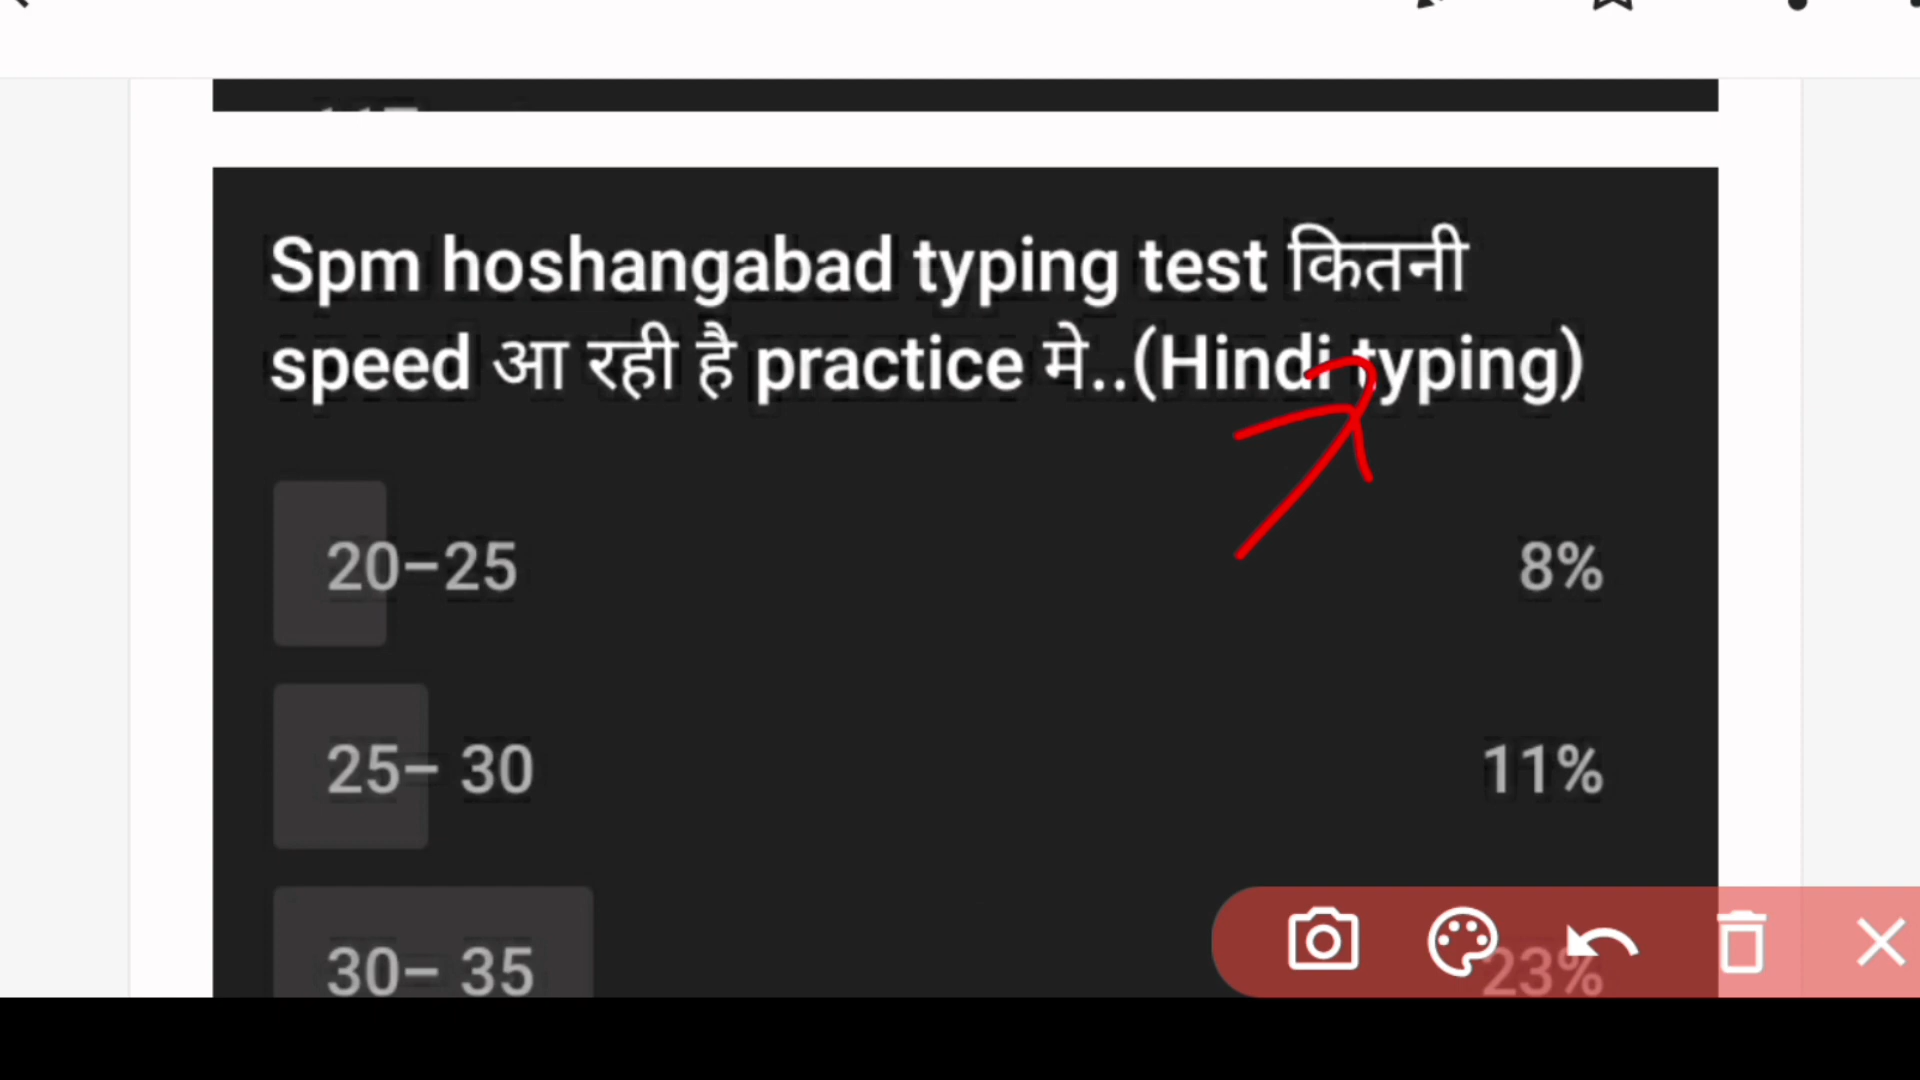 Spm hoshangabad typing test कितनी
speed आ रही है practice मे..(Hindi typing)
20–25 8%
25– 30 11%
30– 35 23%